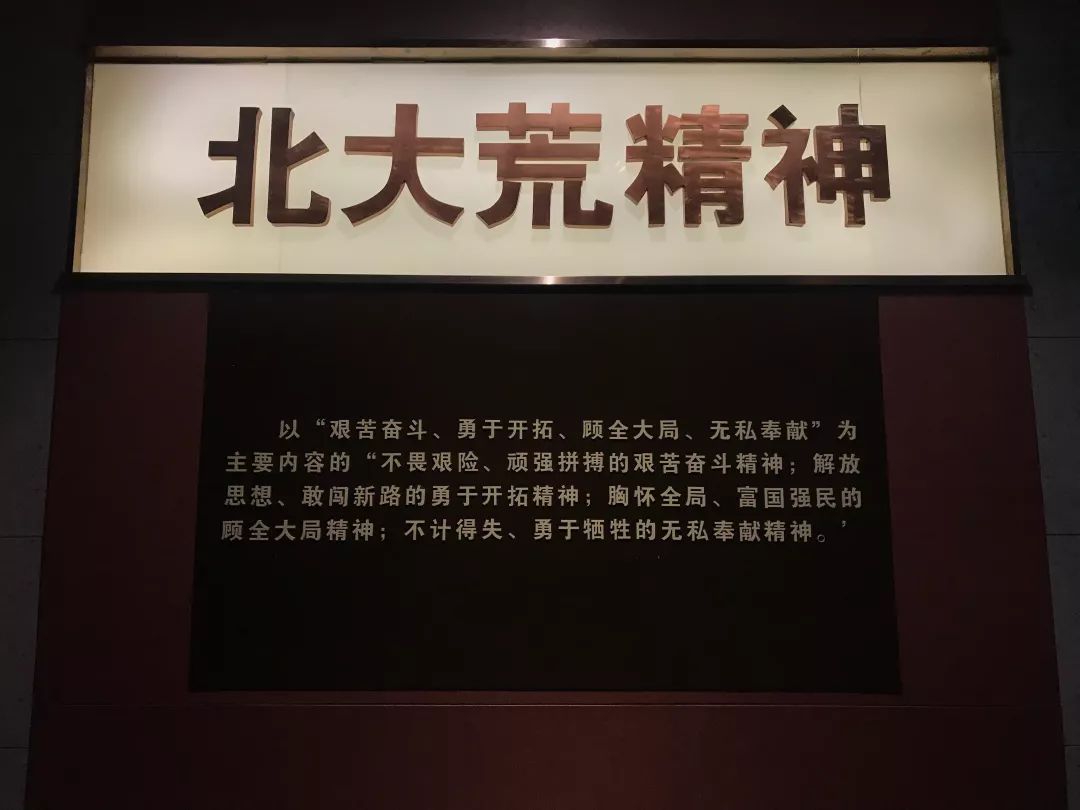 北大荒精神
以“艰苦奋斗、勇于开拓、顾全大局、无私奉献”为
主要内容的“不畏艰险、顽强拼搏的艰苦奋斗精神；解放
思想、敢闯新路的勇于开拓精神；胸怀全局、富国强民的
顾全大局精神；不计得失、勇于牺牲的无私奉献精神。’